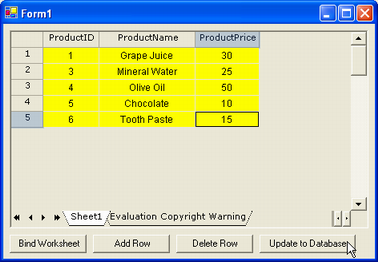 Form1
ProductID ProductName ProductPrice
1 1 Grape Juice 30
2 3 Mineral Water 25
3 4 Olive Oil 50
4 5 Chocolate 10
5 6 Tooth Paste 15
Sheet1 Evaluation Copyright Warning
Bind Worksheet Add Row Delete Row Update to Database